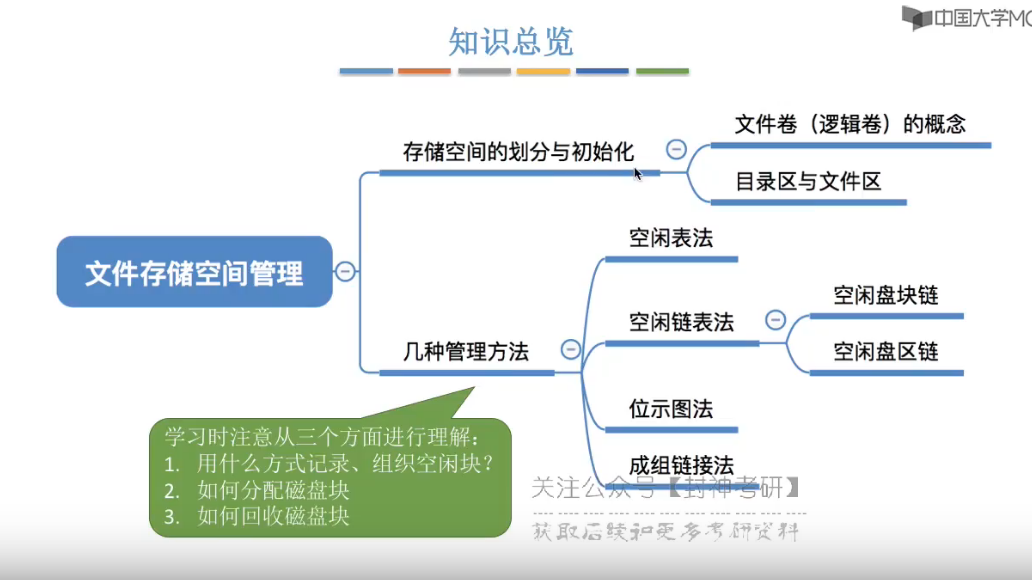 中国大学MO
知识总览
文件卷（逻辑卷）的概念
存储空间的划分与初始化
目录区与文件区
空闲表法
文件存储空间管理
空闲盘块链
空闲链表法
几种管理方法
空闲盘区链
位示图法
学习时注意从三个方面进行理解：
1. 用什么方式记录、组织空闲块？
2. 如何分配磁盘块
3. 如何回收磁盘块
成组链接法
关注公众号【封神考研】
获取后续和更多考研资料